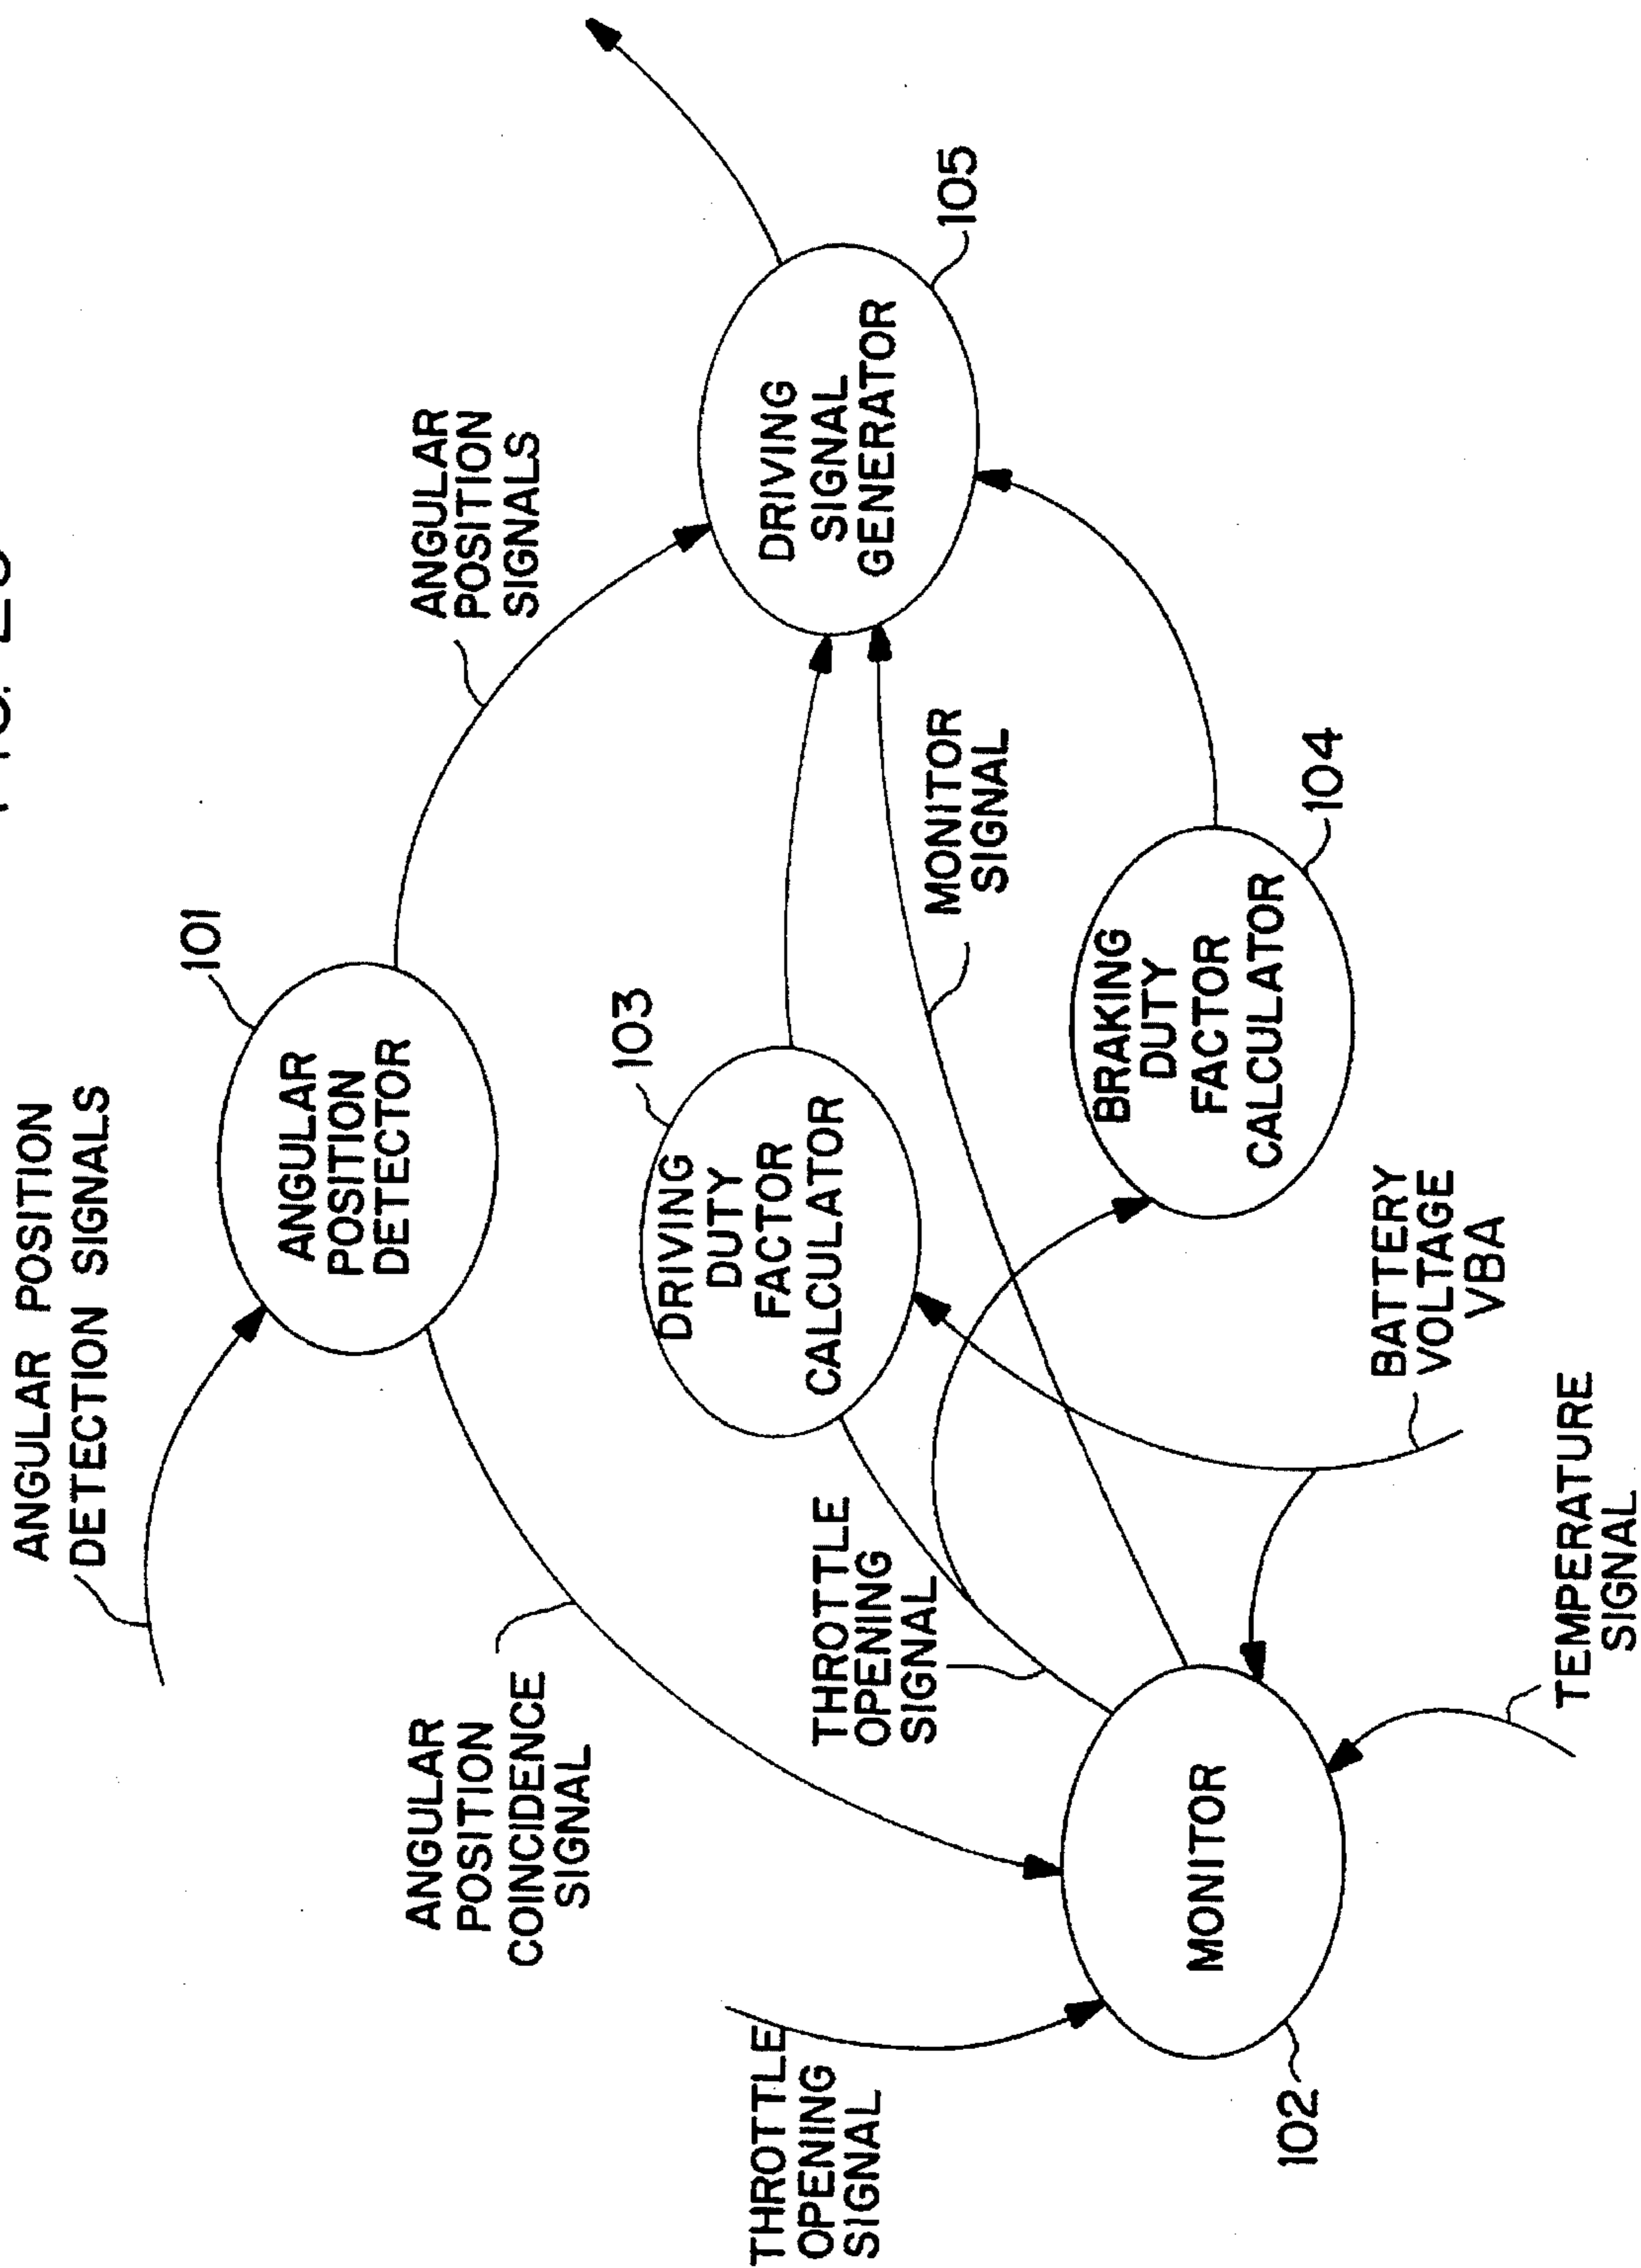 ANGULAR POSITION
DETECTION SIGNALS
101
ANGULAR
POSITION
DETECTOR
ANGULAR
POSITION
SIGNALS
ANGULAR
POSITION
COINCIDENCE
SIGNAL
103
DRIVING
DUTY
FACTOR
CALCULATOR
105
DRIVING
SIGNAL
GENERATOR
THROTTLE
OPENING
SIGNAL
THROTTLE
OPENING
SIGNAL
MONITOR
SIGNAL
104
BRAKING
DUTY
FACTOR
CALCULATOR
MONITOR
102
BATTERY
VOLTAGE
VBA
TEMPERATURE
SIGNAL